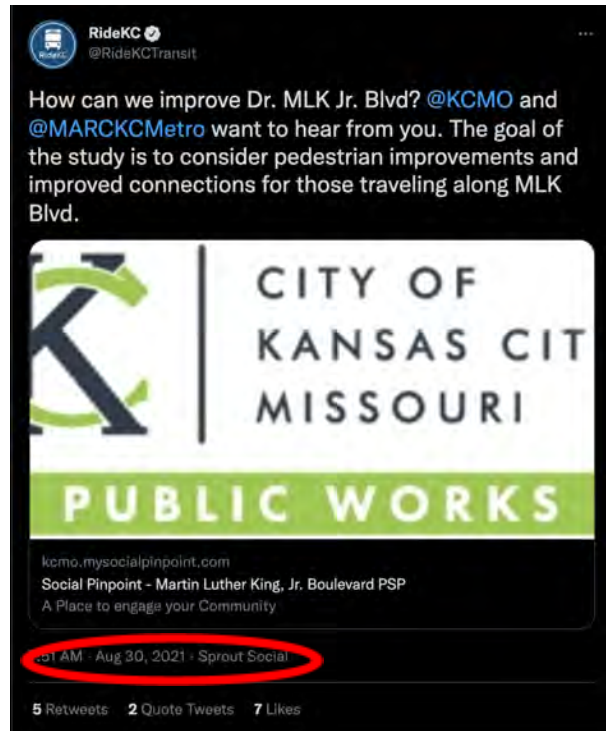 RideKC
@RideKCTransit
How can we improve Dr. MLK Jr. Blvd? @KCMO and
@MARCKCMetro want to hear from you. The goal of
the study is to consider pedestrian improvements and
improved connections for those traveling along MLK
Blvd.
KC
CITY OF
KANSAS CIT
MISSOURI
PUBLIC WORKS
kcmo.mysocialpinpoint.com
Social Pinpoint - Martin Luther King, Jr. Boulevard PSP
A Place to engage your Community
:51 AM · Aug 30, 2021 · Sprout Social
5 Retweets 2 Quote Tweets 7 Likes